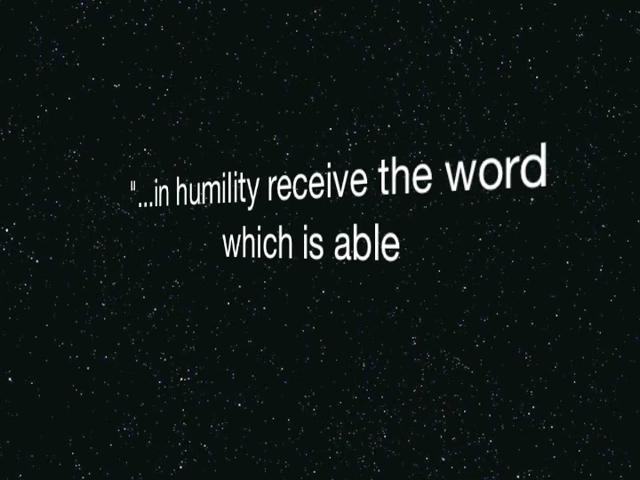 "...in humility receive the word
which is able